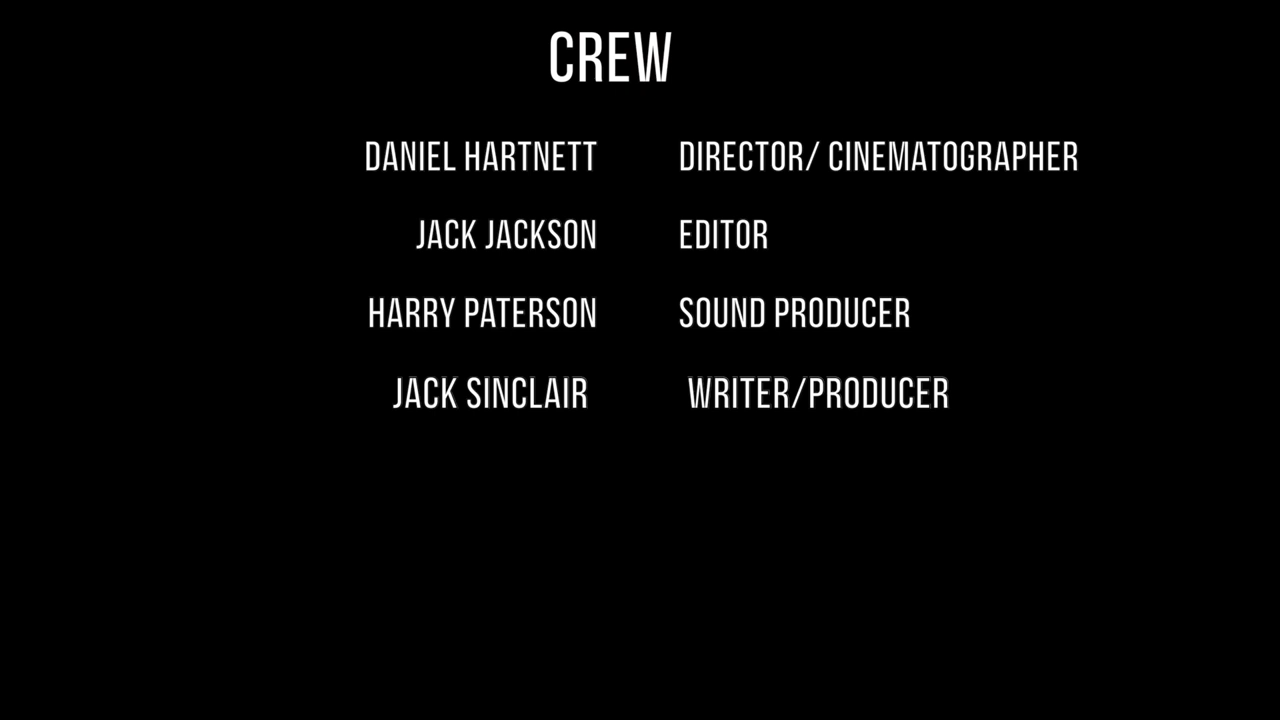 CREW
DANIEL HARTNETT DIRECTOR/ CINEMATOGRAPHER
JACK JACKSON EDITOR
HARRY PATERSON SOUND PRODUCER
JACK SINCLAIR WRITER/PRODUCER